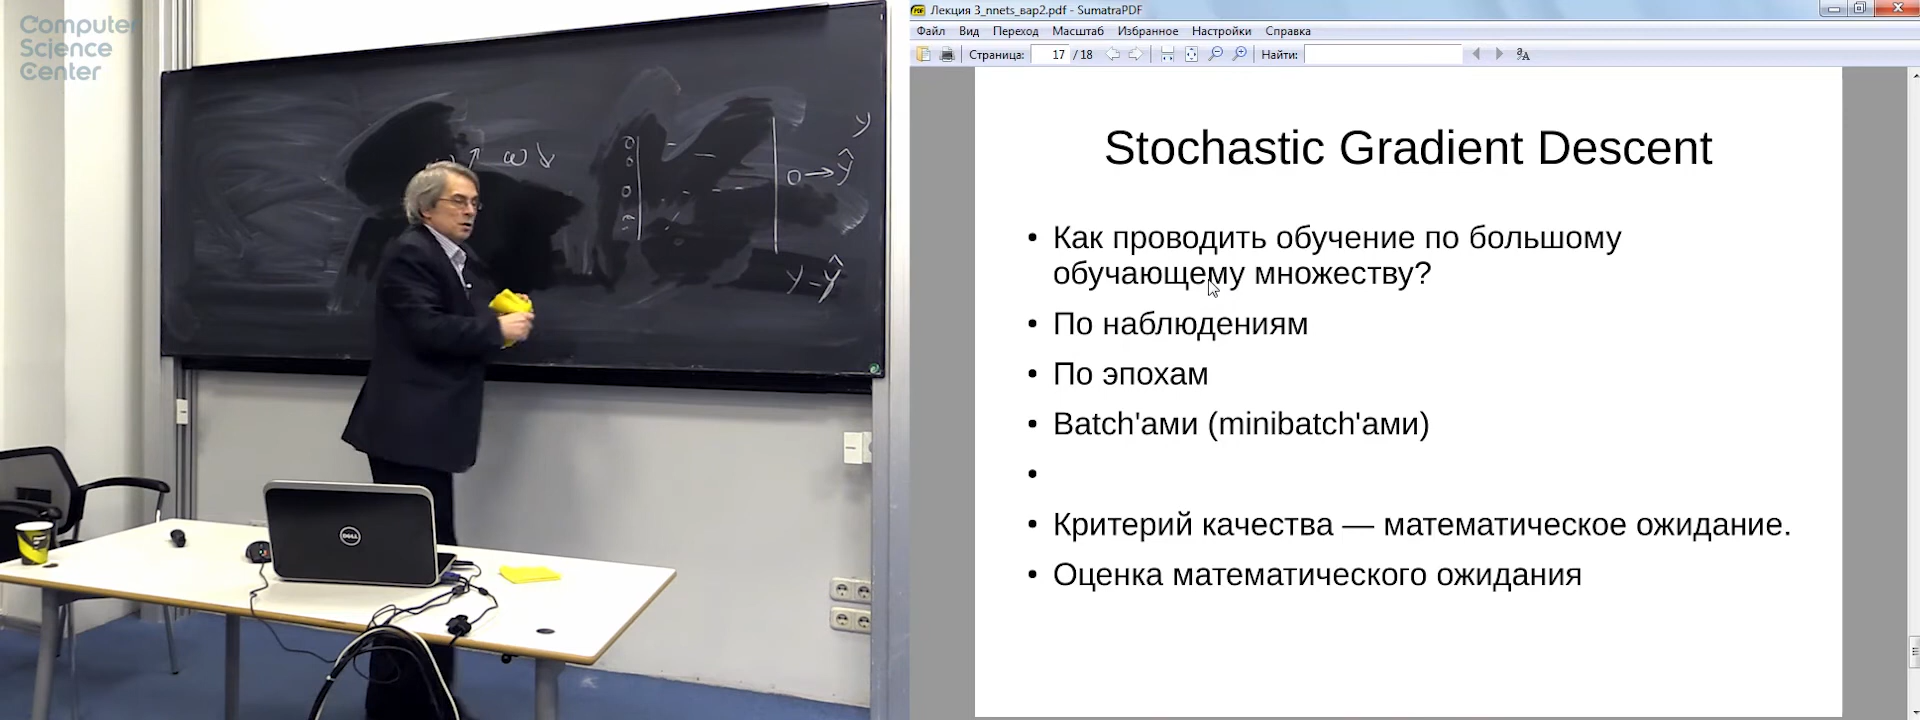 Computer
Science
Center
ω ↘
y
0 → ŷ
y - ŷ
DELL
Лекция 3_nnets_вар2.pdf - SumatraPDF
Файл Вид Переход Масштаб Избранное Настройки Справка
Страница: 17 / 18 Найти:
Stochastic Gradient Descent
• Как проводить обучение по большому
обучающему множеству?
• По наблюдениям
• По эпохам
• Batch'ами (minibatch'ами)
•
• Критерий качества — математическое ожидание.
• Оценка математического ожидания